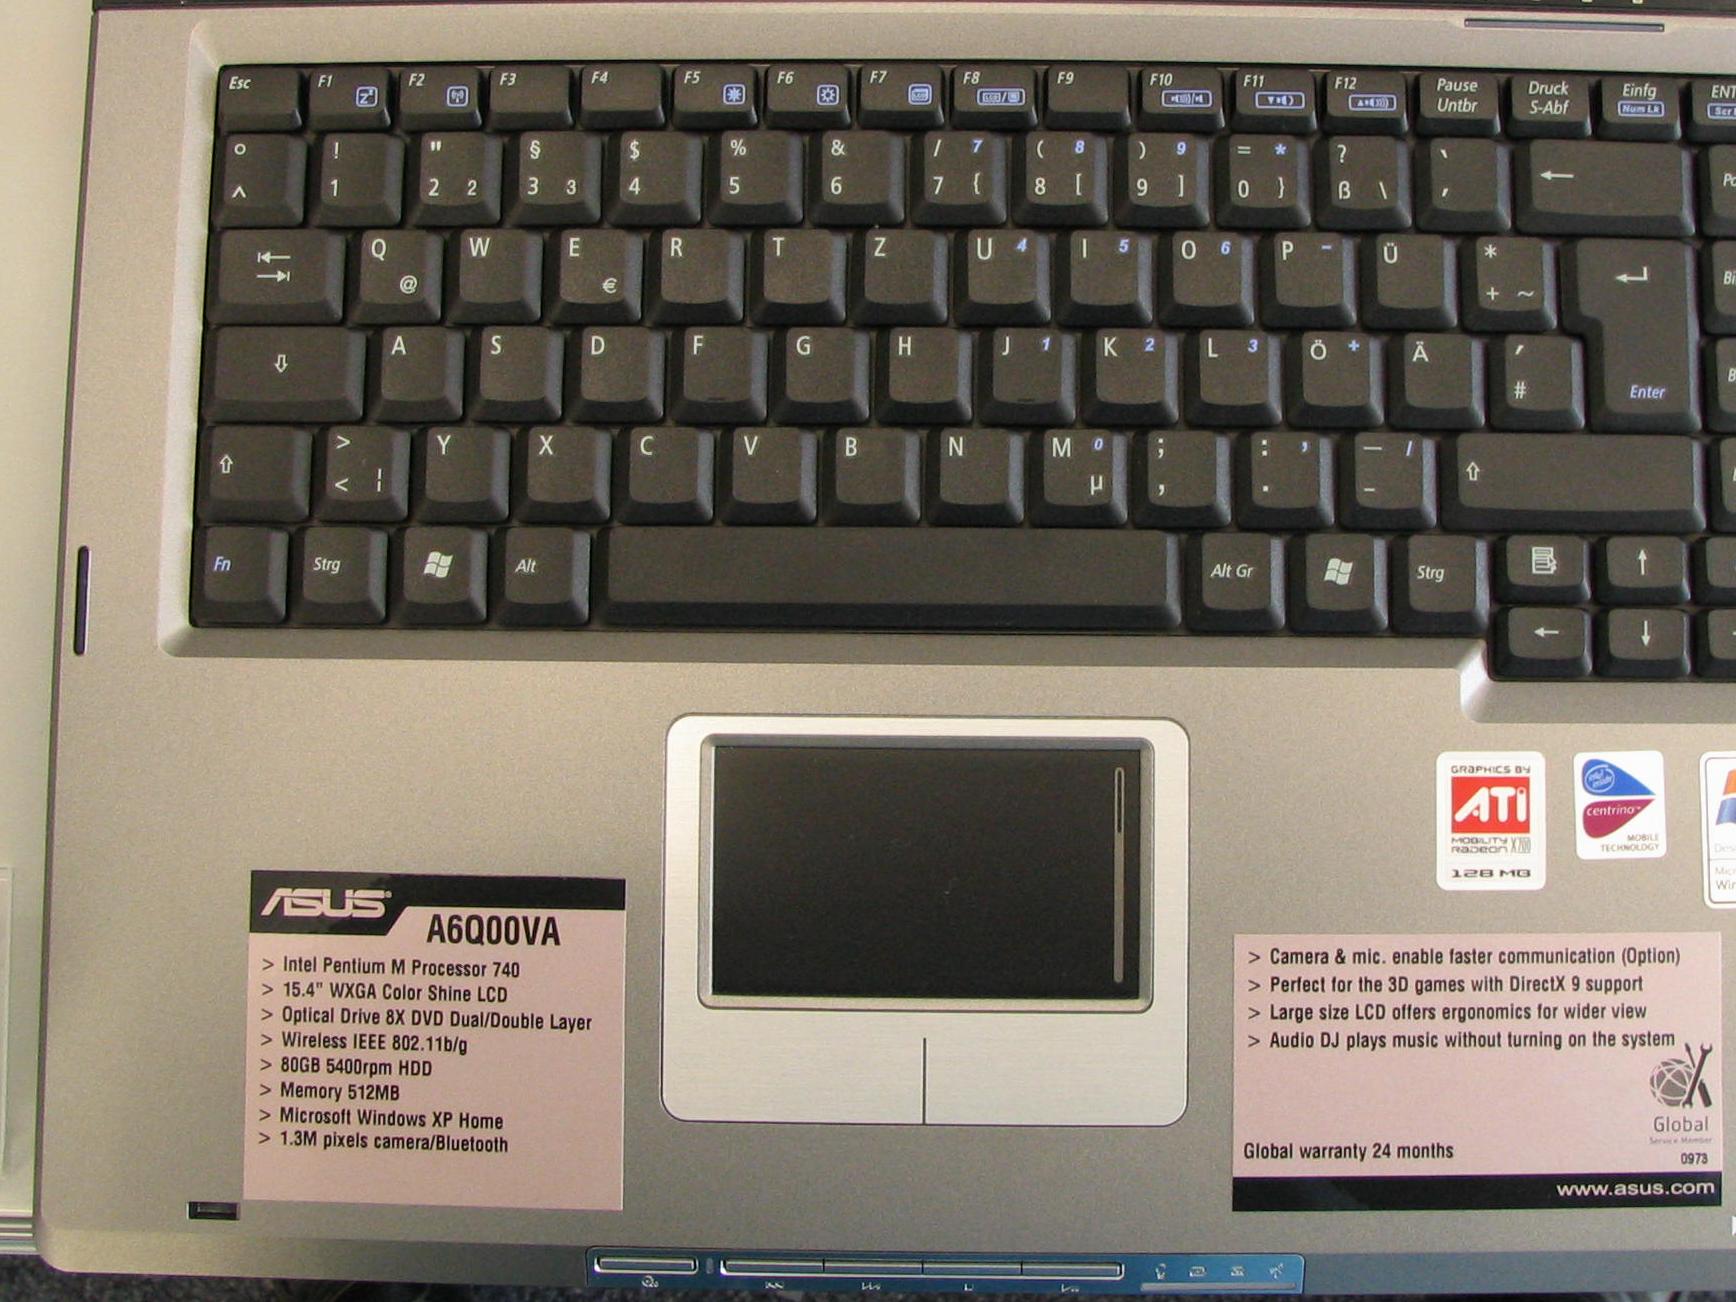 Esc F1 F2 F3 F4 F5 F6 F7 F8 F9 F10 F11 F12 Pause Untbr Druck S-Abf Einfg Num Lk
° ^ ! 1 " 2 2 § 3 3 $ 4 % 5 & 6 / 7 7 { ( 8 8 [ ) 9 9 ] = * 0 } ? ß \ ` ´
Q @ W E € R T Z U 4 I 5 O 6 P - Ü * + ~
A S D F G H J 1 K 2 L 3 Ö + Ä ' # Enter
> < ¦ Y X C V B N M 0 µ ; , : , . — / -
Fn Strg Alt Alt Gr Strg
GRAPHICS BY
ATI
MOBILITY
RADEON X700
128 MB
intel inside
centrino™
MOBILE
TECHNOLOGY
ASUS
A6Q00VA
> Intel Pentium M Processor 740
> 15.4" WXGA Color Shine LCD
> Optical Drive 8X DVD Dual/Double Layer
> Wireless IEEE 802.11b/g
> 80GB 5400rpm HDD
> Memory 512MB
> Microsoft Windows XP Home
> 1.3M pixels camera/Bluetooth
> Camera & mic. enable faster communication (Option)
> Perfect for the 3D games with DirectX 9 support
> Large size LCD offers ergonomics for wider view
> Audio DJ plays music without turning on the system
Global
Service Member
Global warranty 24 months
0973
www.asus.com